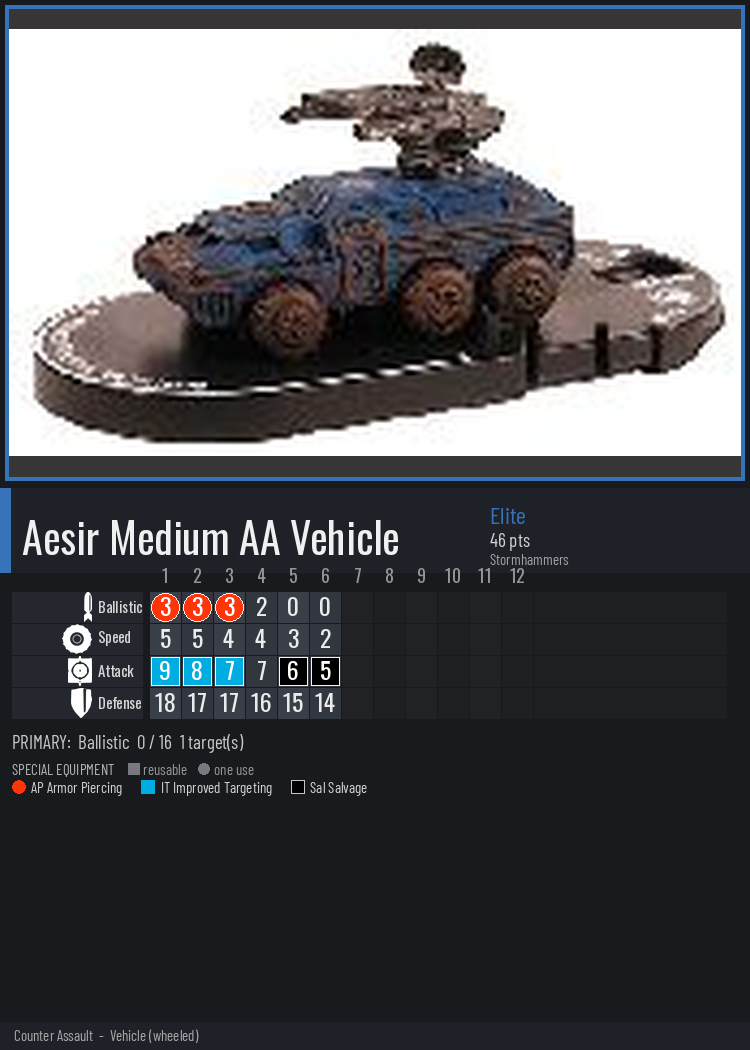 Aesir Medium AA Vehicle
Elite
46 pts
Stormhammers
1 2 3 4 5 6 7 8 9 10 11 12
Ballistic 3 3 3 2 0 0
Speed 5 5 4 4 3 2
Attack 9 8 7 7 6 5
Defense 18 17 17 16 15 14
PRIMARY: Ballistic 0 / 16 1 target(s)
SPECIAL EQUIPMENT reusable one use
AP Armor Piercing IT Improved Targeting Sal Salvage
Counter Assault - Vehicle (wheeled)